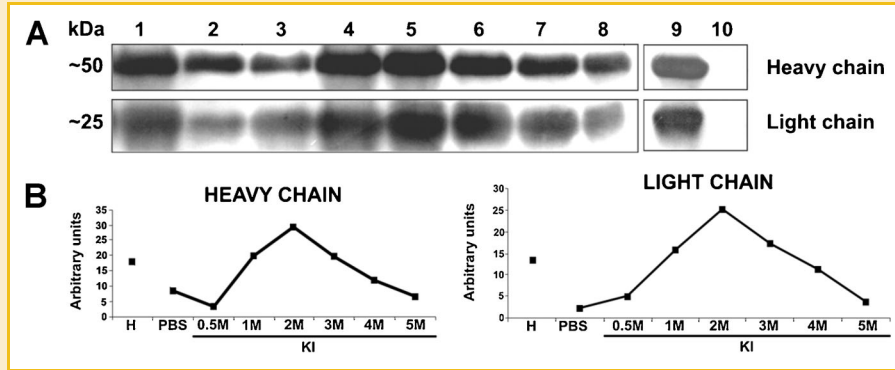 A kDa 1 2 3 4 5 6 7 8 9 10
~50 Heavy chain
~25 Light chain
B HEAVY CHAIN
Arbitrary units
35
30
25
20
15
10
5
0
H PBS 0.5M 1M 2M 3M 4M 5M
KI
LIGHT CHAIN
Arbitrary units
30
25
20
15
10
5
0
H PBS 0.5M 1M 2M 3M 4M 5M
KI